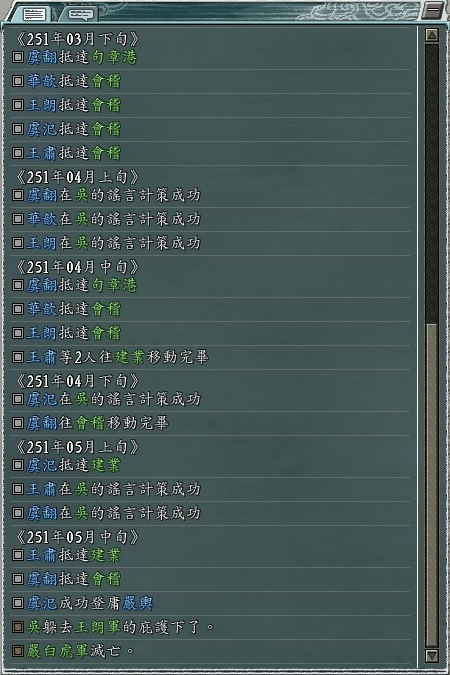 《251年03月下旬》
虞翻抵達句章港
華歆抵達會稽
王朗抵達會稽
虞汜抵達會稽
王肅抵達會稽
《251年04月上旬》
虞翻在吳的謠言計策成功
華歆在吳的謠言計策成功
王朗在吳的謠言計策成功
《251年04月中旬》
虞翻抵達句章港
華歆抵達會稽
王朗抵達會稽
王肅等2人往建業移動完畢
《251年04月下旬》
虞汜在吳的謠言計策成功
虞翻往會稽移動完畢
《251年05月上旬》
虞汜抵達建業
王肅在吳的謠言計策成功
虞翻在吳的謠言計策成功
《251年05月中旬》
王肅抵達建業
虞翻抵達會稽
虞汜成功登庸嚴輿
吳躲去王朗軍的庇護下了。
嚴白虎軍滅亡。